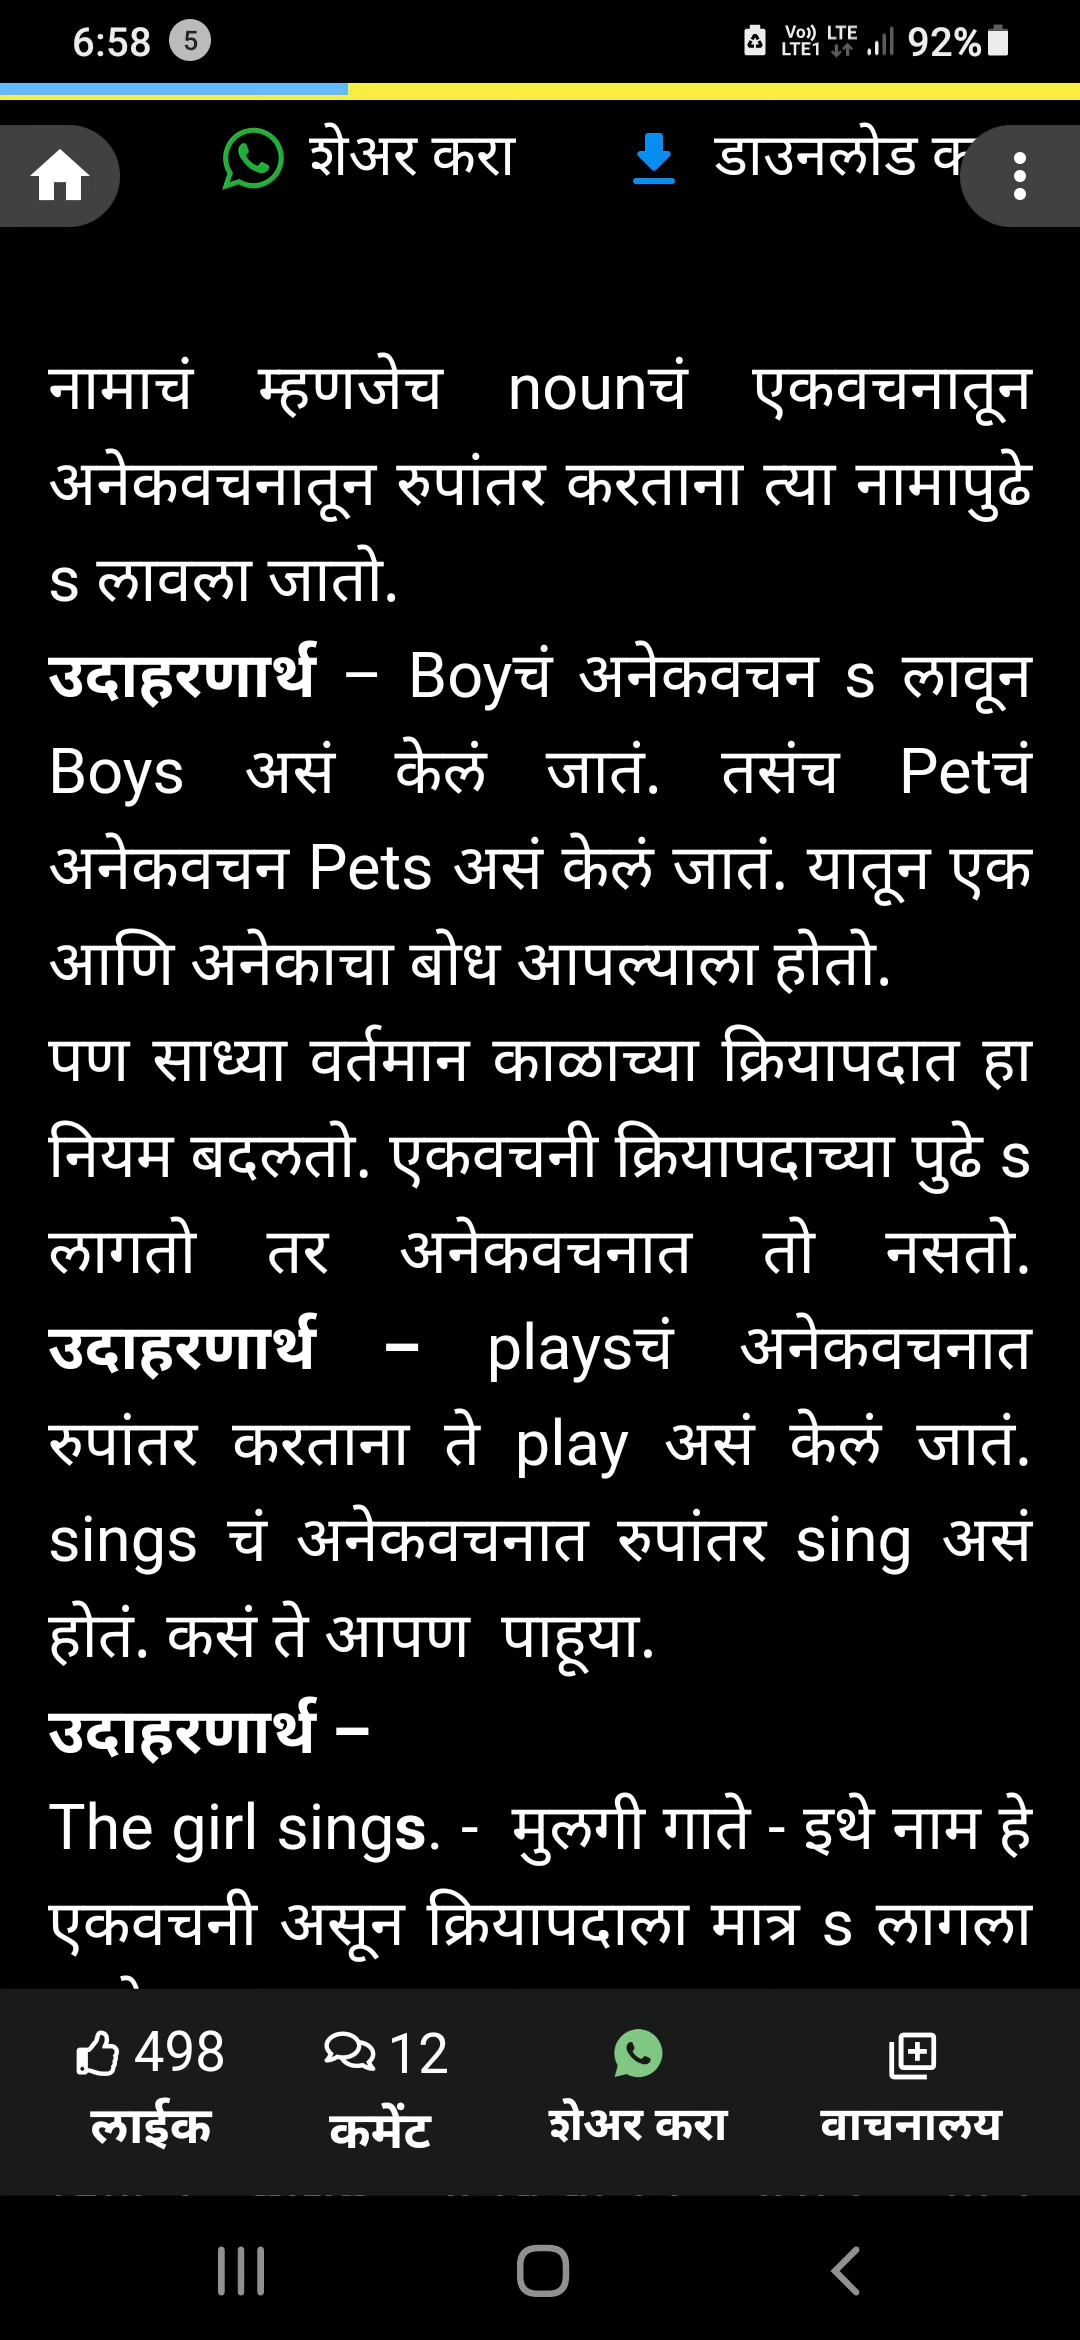 6:58 5 Vo)) LTE LTE1 92%
शेअर करा डाउनलोड क
नामाचं म्हणजेच nounचं एकवचनातून
अनेकवचनातून रुपांतर करताना त्या नामापुढे
s लावला जातो.
उदाहरणार्थ – Boyचं अनेकवचन s लावून
Boys असं केलं जातं. तसंच Petचं
अनेकवचन Pets असं केलं जातं. यातून एक
आणि अनेकाचा बोध आपल्याला होतो.
पण साध्या वर्तमान काळाच्या क्रियापदात हा
नियम बदलतो. एकवचनी क्रियापदाच्या पुढे s
लागतो तर अनेकवचनात तो नसतो.
उदाहरणार्थ – playsचं अनेकवचनात
रुपांतर करताना ते play असं केलं जातं.
sings चं अनेकवचनात रुपांतर sing असं
होतं. कसं ते आपण पाहूया.
उदाहरणार्थ –
The girl sings. - मुलगी गाते - इथे नाम हे
एकवचनी असून क्रियापदाला मात्र s लागला
498 12
लाईक कमेंट शेअर करा वाचनालय